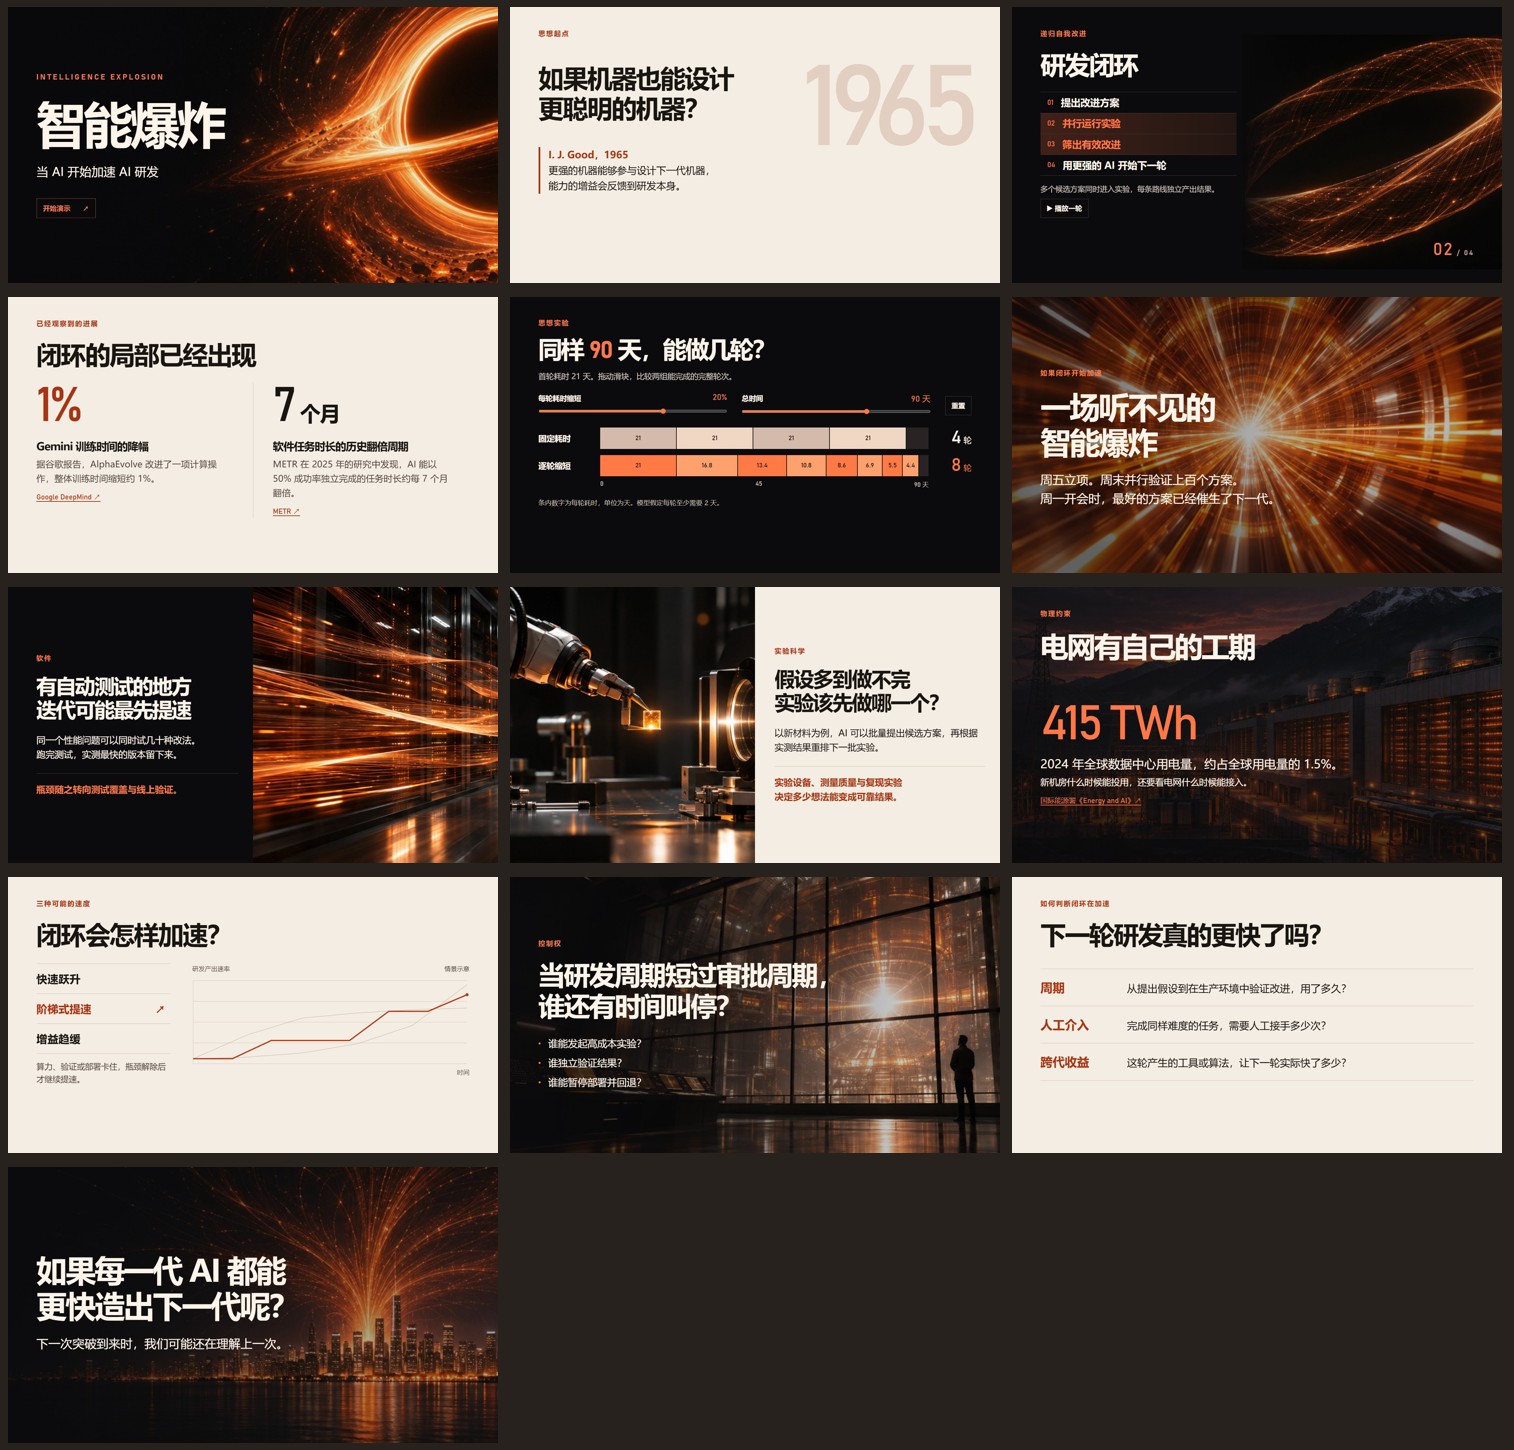 INTELLIGENCE EXPLOSION
智能爆炸
当 AI 开始加速 AI 研发
开始演示 ↗
思想起点
如果机器也能设计
更聪明的机器？
1965
I. J. Good，1965
更强的机器能够参与设计下一代机器，
能力的增益会反馈到研发本身。
递归自我改进
研发闭环
01 提出改进方案
02 并行运行实验
03 筛出有效改进
04 用更强的 AI 开始下一轮
多个候选方案同时进入实验，每条路线独立产出结果。
▶ 播放一轮
02 / 04
已经观察到的进展
闭环的局部已经出现
1%
Gemini 训练时间的降幅
据谷歌报告，AlphaEvolve 改进了一项计算操
作，整体训练时间缩短约 1%。
Google DeepMind ↗
7 个月
软件任务时长的历史翻倍周期
METR 在 2025 年的研究中发现，AI 能以
50% 成功率独立完成的任务时长约每 7 个月
翻倍。
METR ↗
思想实验
同样 90 天，能做几轮？
首轮耗时 21 天。拖动滑块，比较两组能完成的完整轮次。
每轮耗时缩短 20%
总时间 90 天
重置
固定耗时 21 21 21 21 4 轮
逐轮缩短 21 16.8 13.4 10.8 8.6 6.9 5.5 4.4 8 轮
0 45 90 天
条内数字为每轮耗时，单位为天。模型假定每轮至少需要 2 天。
如果闭环开始加速
一场听不见的
智能爆炸
周五立项。周末并行验证上百个方案。
周一开会时，最好的方案已经催生了下一代。
软件
有自动测试的地方
迭代可能最先提速
同一个性能问题可以同时试几十种改法。
跑完测试，实测最快的版本留下来。
瓶颈随之转向测试覆盖与线上验证。
实验科学
假设多到做不完
实验该先做哪一个？
以新材料为例，AI 可以批量提出候选方案，再根据
实测结果重排下一批实验。
实验设备、测量质量与复现实验
决定多少想法能变成可靠结果。
物理约束
电网有自己的工期
415 TWh
2024 年全球数据中心用电量，约占全球用电量的 1.5%。
新机房什么时候能投用，还要看电网什么时候能接入。
国际能源署《Energy and AI》↗
三种可能的速度
闭环会怎样加速？
快速跃升
阶梯式提速 ↗
增益趋缓
算力、验证或部署卡住，瓶颈解除后
才继续提速。
研发产出速率
情景示意
时间
控制权
当研发周期短过审批周期，
谁还有时间叫停？
• 谁能发起高成本实验？
• 谁独立验证结果？
• 谁能暂停部署并回退？
如何判断闭环在加速
下一轮研发真的更快了吗？
周期 从提出假设到在生产环境中验证改进，用了多久？
人工介入 完成同样难度的任务，需要人工接手多少次？
跨代收益 这轮产生的工具或算法，让下一轮实际快了多少？
如果每一代 AI 都能
更快造出下一代呢？
下一次突破到来时，我们可能还在理解上一次。